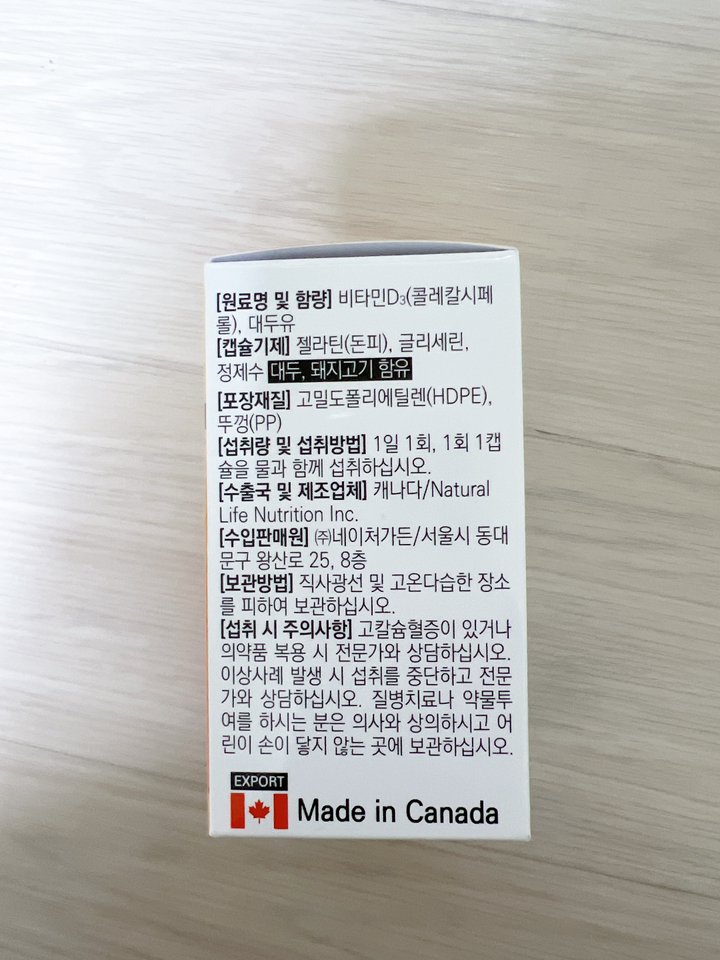 [원료명 및 함량] 비타민D₃(콜레칼시페
롤), 대두유
[캡슐기제] 젤라틴(돈피), 글리세린,
정제수 대두, 돼지고기 함유
[포장재질] 고밀도폴리에틸렌(HDPE),
뚜껑(PP)
[섭취량 및 섭취방법] 1일 1회, 1회 1캡
슐을 물과 함께 섭취하십시오.
[수출국 및 제조업체] 캐나다/Natural
Life Nutrition Inc.
[수입판매원] ㈜네이처가든/서울시 동대
문구 왕산로 25, 8층
[보관방법] 직사광선 및 고온다습한 장소
를 피하여 보관하십시오.
[섭취 시 주의사항] 고칼슘혈증이 있거나
의약품 복용 시 전문가와 상담하십시오.
이상사례 발생 시 섭취를 중단하고 전문
가와 상담하십시오. 질병치료나 약물투
여를 하시는 분은 의사와 상의하시고 어
린이 손이 닿지 않는 곳에 보관하십시오.
EXPORT
Made in Canada